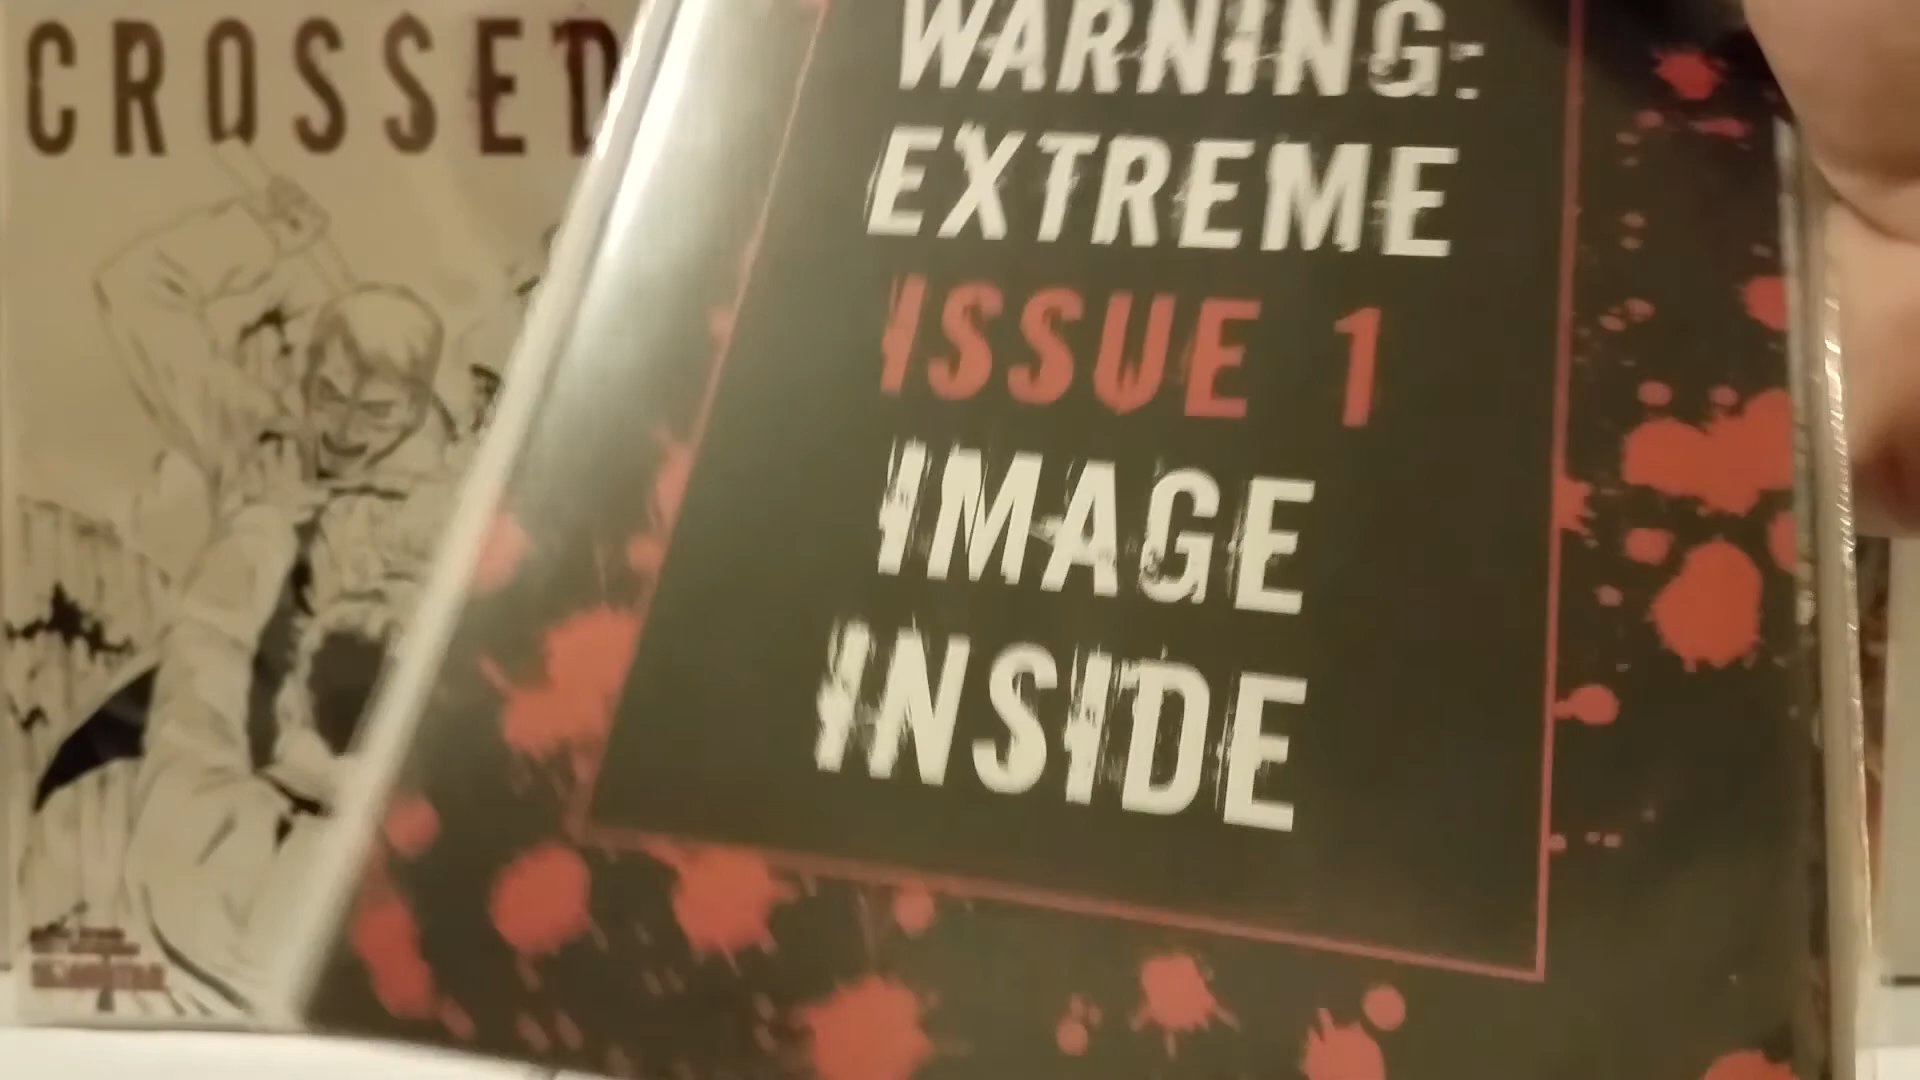 CROSSED
WARNING:
EXTREME
ISSUE 1
IMAGE
INSIDE